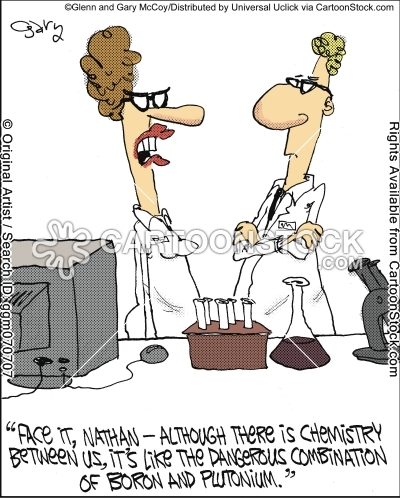 ©Glenn and Gary McCoy/Distributed by Universal Uclick via CartoonStock.com
Gary
© Original Artist / Search ID: ggm070707
Rights Available from CartoonStock.com
CARTOONSTOCK
.com
"FACE IT, NATHAN — ALTHOUGH THERE IS CHEMISTRY
BETWEEN US, IT'S LIKE THE DANGEROUS COMBINATION
OF BORON AND PLUTONIUM."